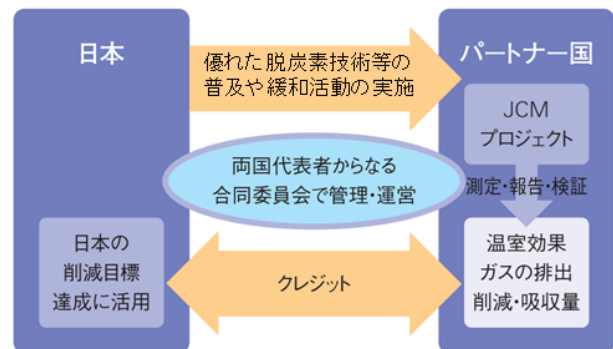 日本
優れた脱炭素技術等の
普及や緩和活動の実施
パートナー国
JCM
プロジェクト
両国代表者からなる
合同委員会で管理・運営
測定・報告・検証
日本の
削減目標
達成に活用
クレジット
温室効果
ガスの排出
削減・吸収量